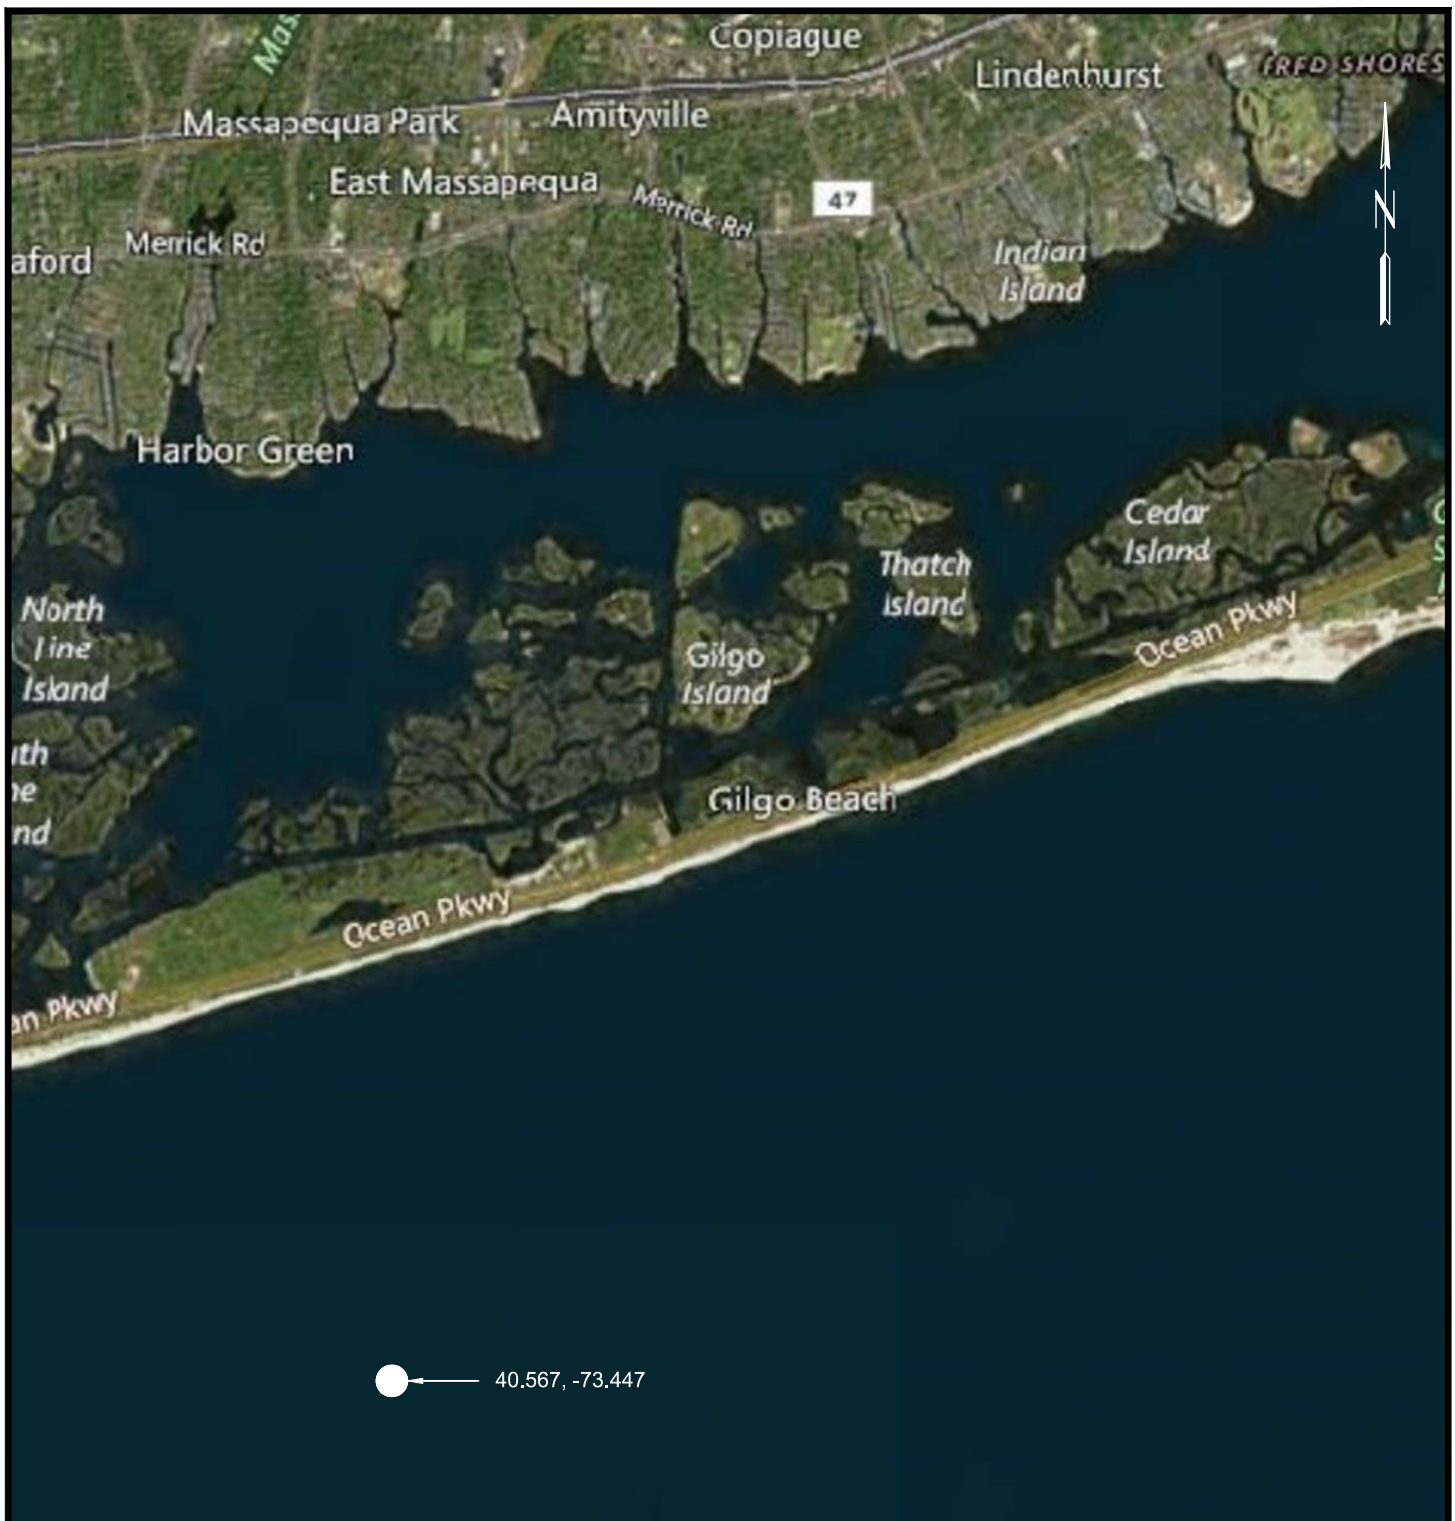 Mas
Copiague
Lindenhurst
Massapequa Park
Amityville
East Massapequa
Merrick Rd
47
N
aford
Merrick Rd
Indian
Island
Harbor Green
Cedar
Island
Thatch
Island
North
Line
Island
Gilgo
Island
Ocean Pkwy
Gilgo Beach
Ocean Pkwy
an Pkwy
40.567, -73.447